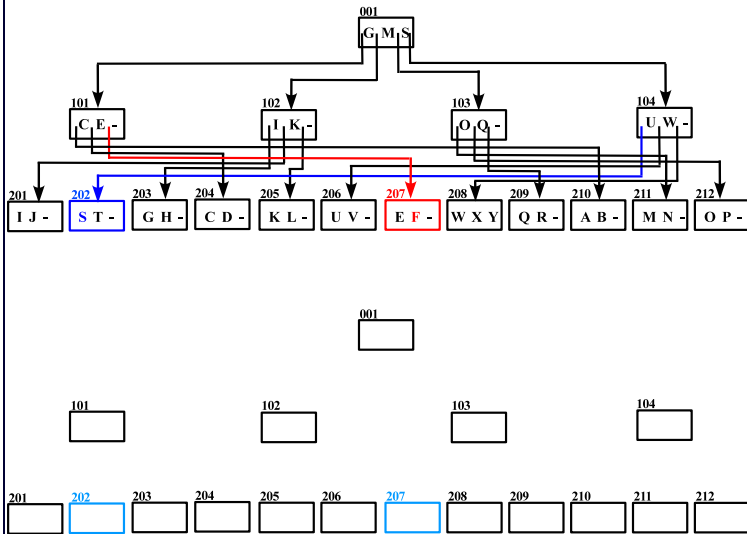 001
G M S
101 102 103 104
C E - I K - O Q - U W -
201 202 203 204 205 206 207 208 209 210 211 212
I J - S T - G H - C D - K L - U V - E F - W X Y Q R - A B - M N - O P -
001
101 102 103 104
201 202 203 204 205 206 207 208 209 210 211 212